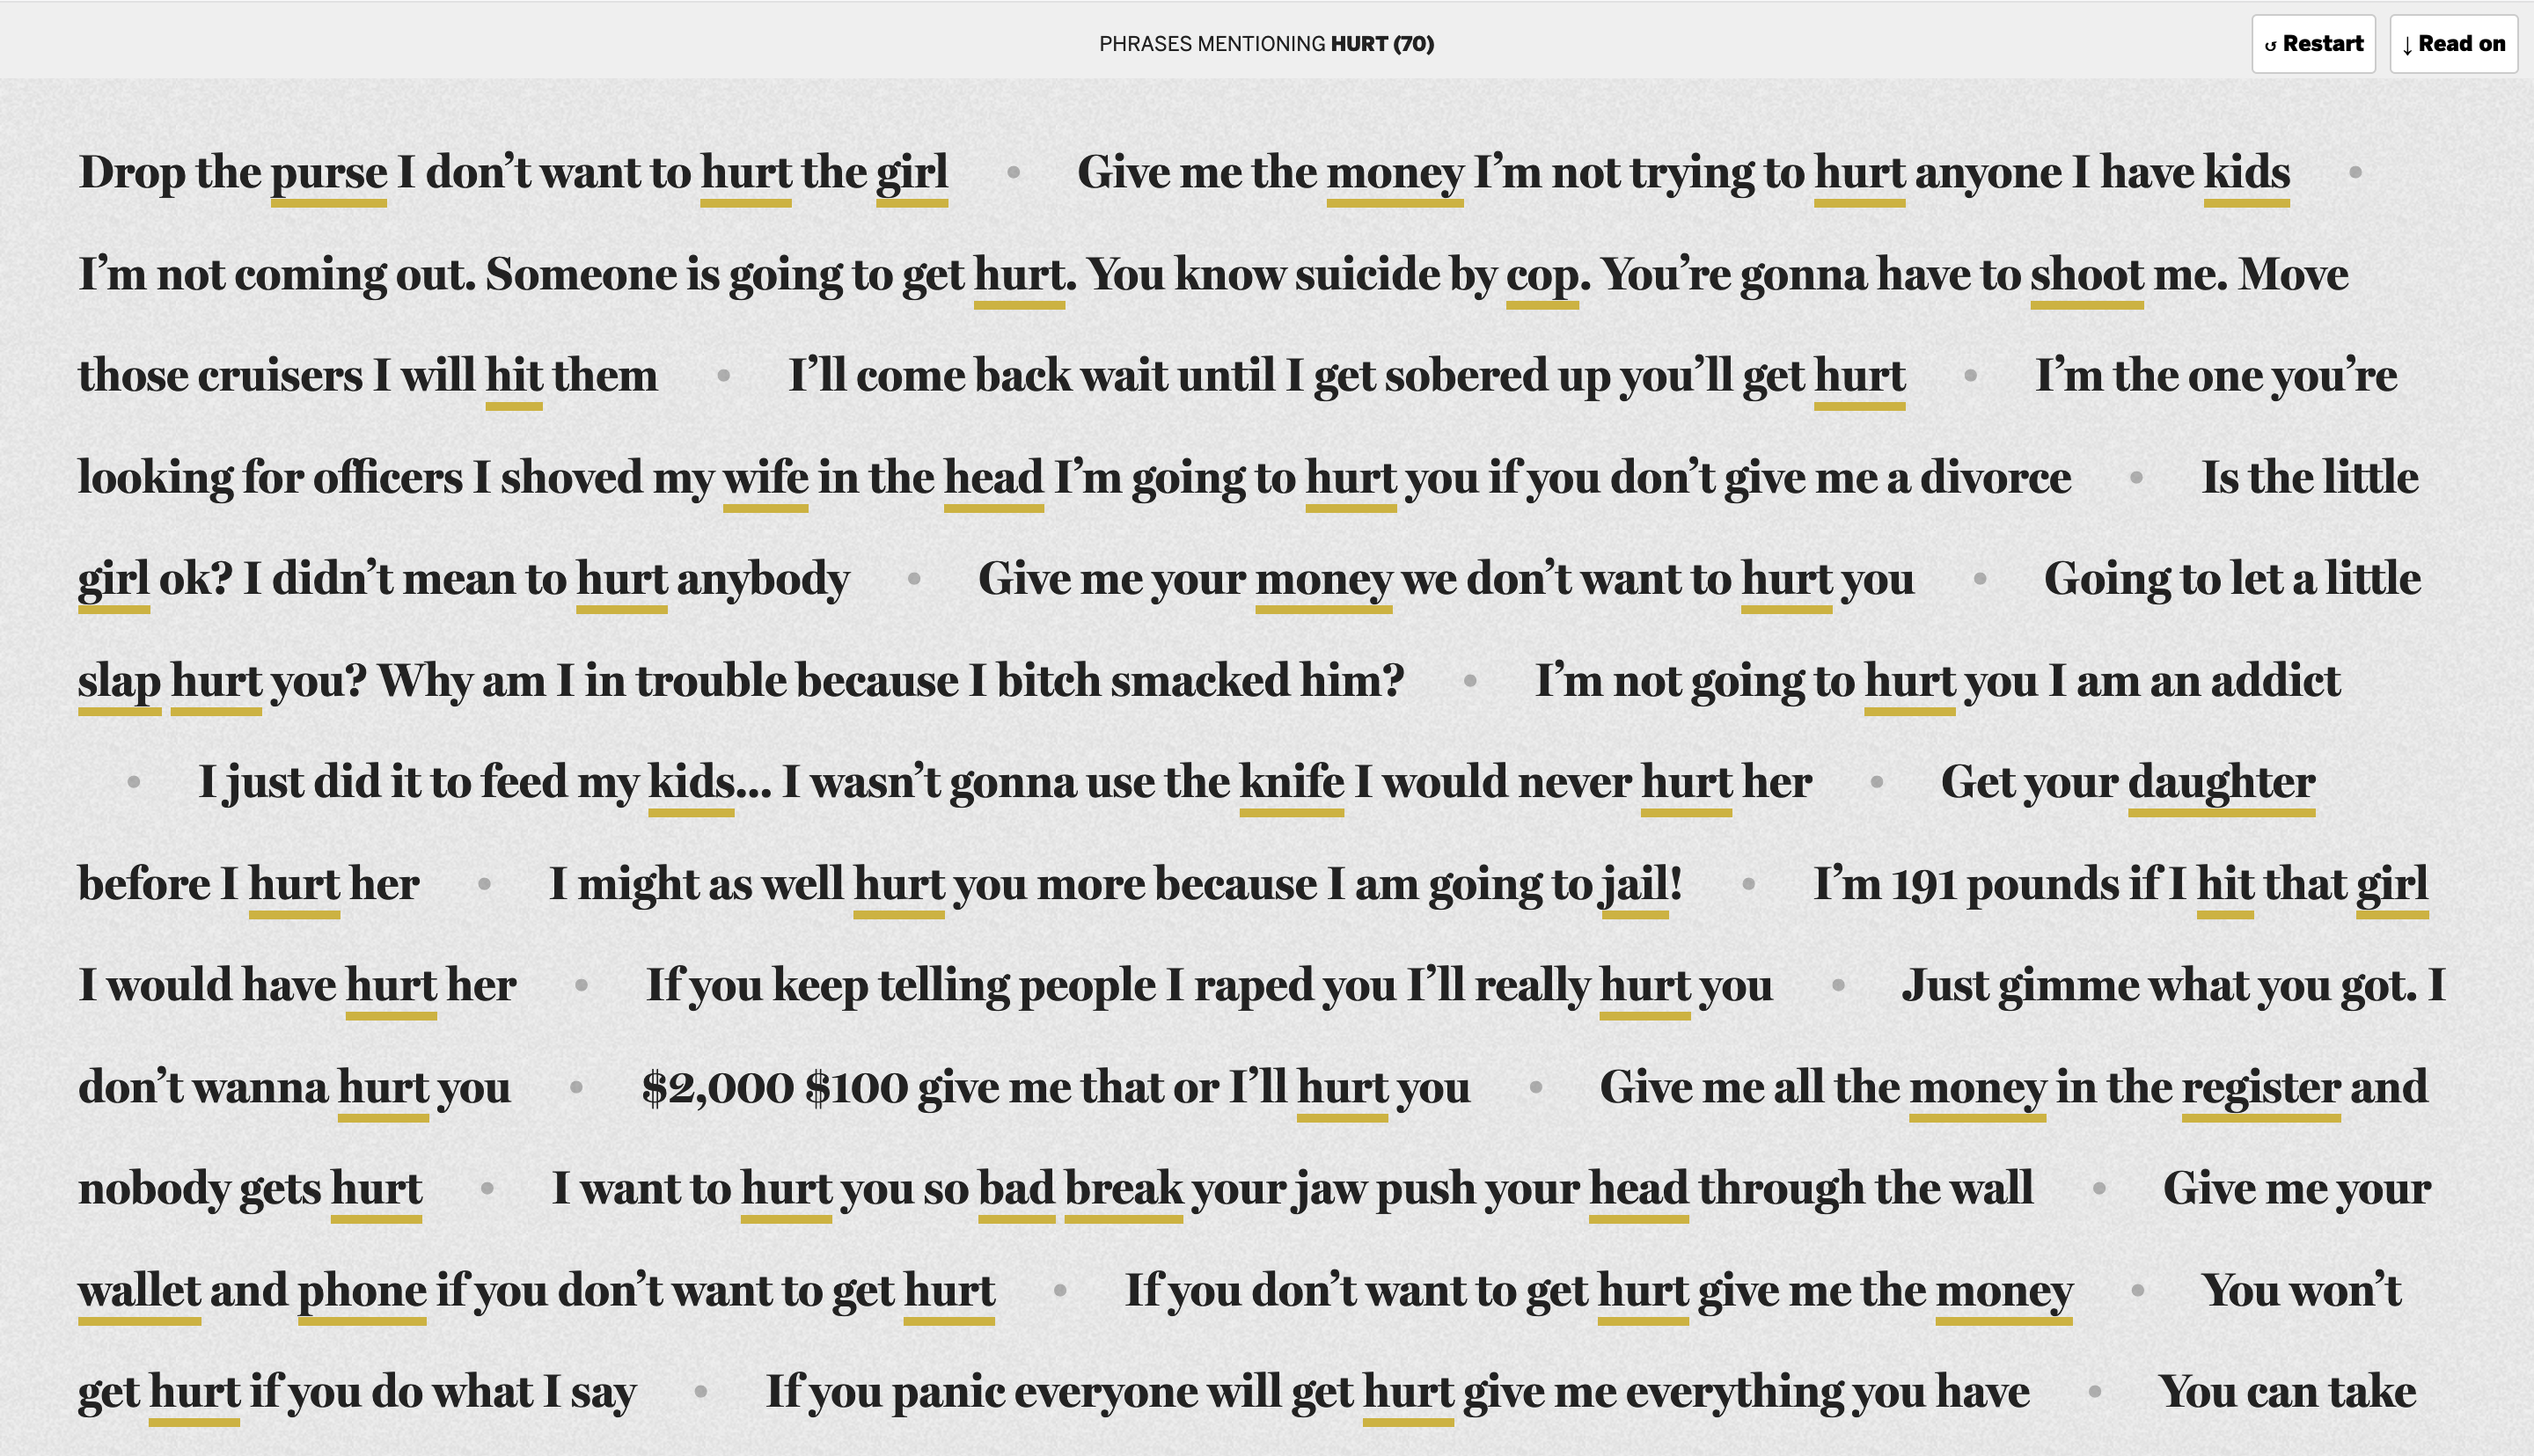 PHRASES MENTIONING HURT (70)
↺ Restart
↓ Read on
Drop the purse I don’t want to hurt the girl • Give me the money I’m not trying to hurt anyone I have kids •
I’m not coming out. Someone is going to get hurt. You know suicide by cop. You’re gonna have to shoot me. Move
those cruisers I will hit them • I’ll come back wait until I get sobered up you’ll get hurt • I’m the one you’re
looking for officers I shoved my wife in the head I’m going to hurt you if you don’t give me a divorce • Is the little
girl ok? I didn’t mean to hurt anybody • Give me your money we don’t want to hurt you • Going to let a little
slap hurt you? Why am I in trouble because I bitch smacked him? • I’m not going to hurt you I am an addict
• I just did it to feed my kids... I wasn’t gonna use the knife I would never hurt her • Get your daughter
before I hurt her • I might as well hurt you more because I am going to jail! • I’m 191 pounds if I hit that girl
I would have hurt her • If you keep telling people I raped you I’ll really hurt you • Just gimme what you got. I
don’t wanna hurt you • $2,000 $100 give me that or I’ll hurt you • Give me all the money in the register and
nobody gets hurt • I want to hurt you so bad break your jaw push your head through the wall • Give me your
wallet and phone if you don’t want to get hurt • If you don’t want to get hurt give me the money • You won’t
get hurt if you do what I say • If you panic everyone will get hurt give me everything you have • You can take